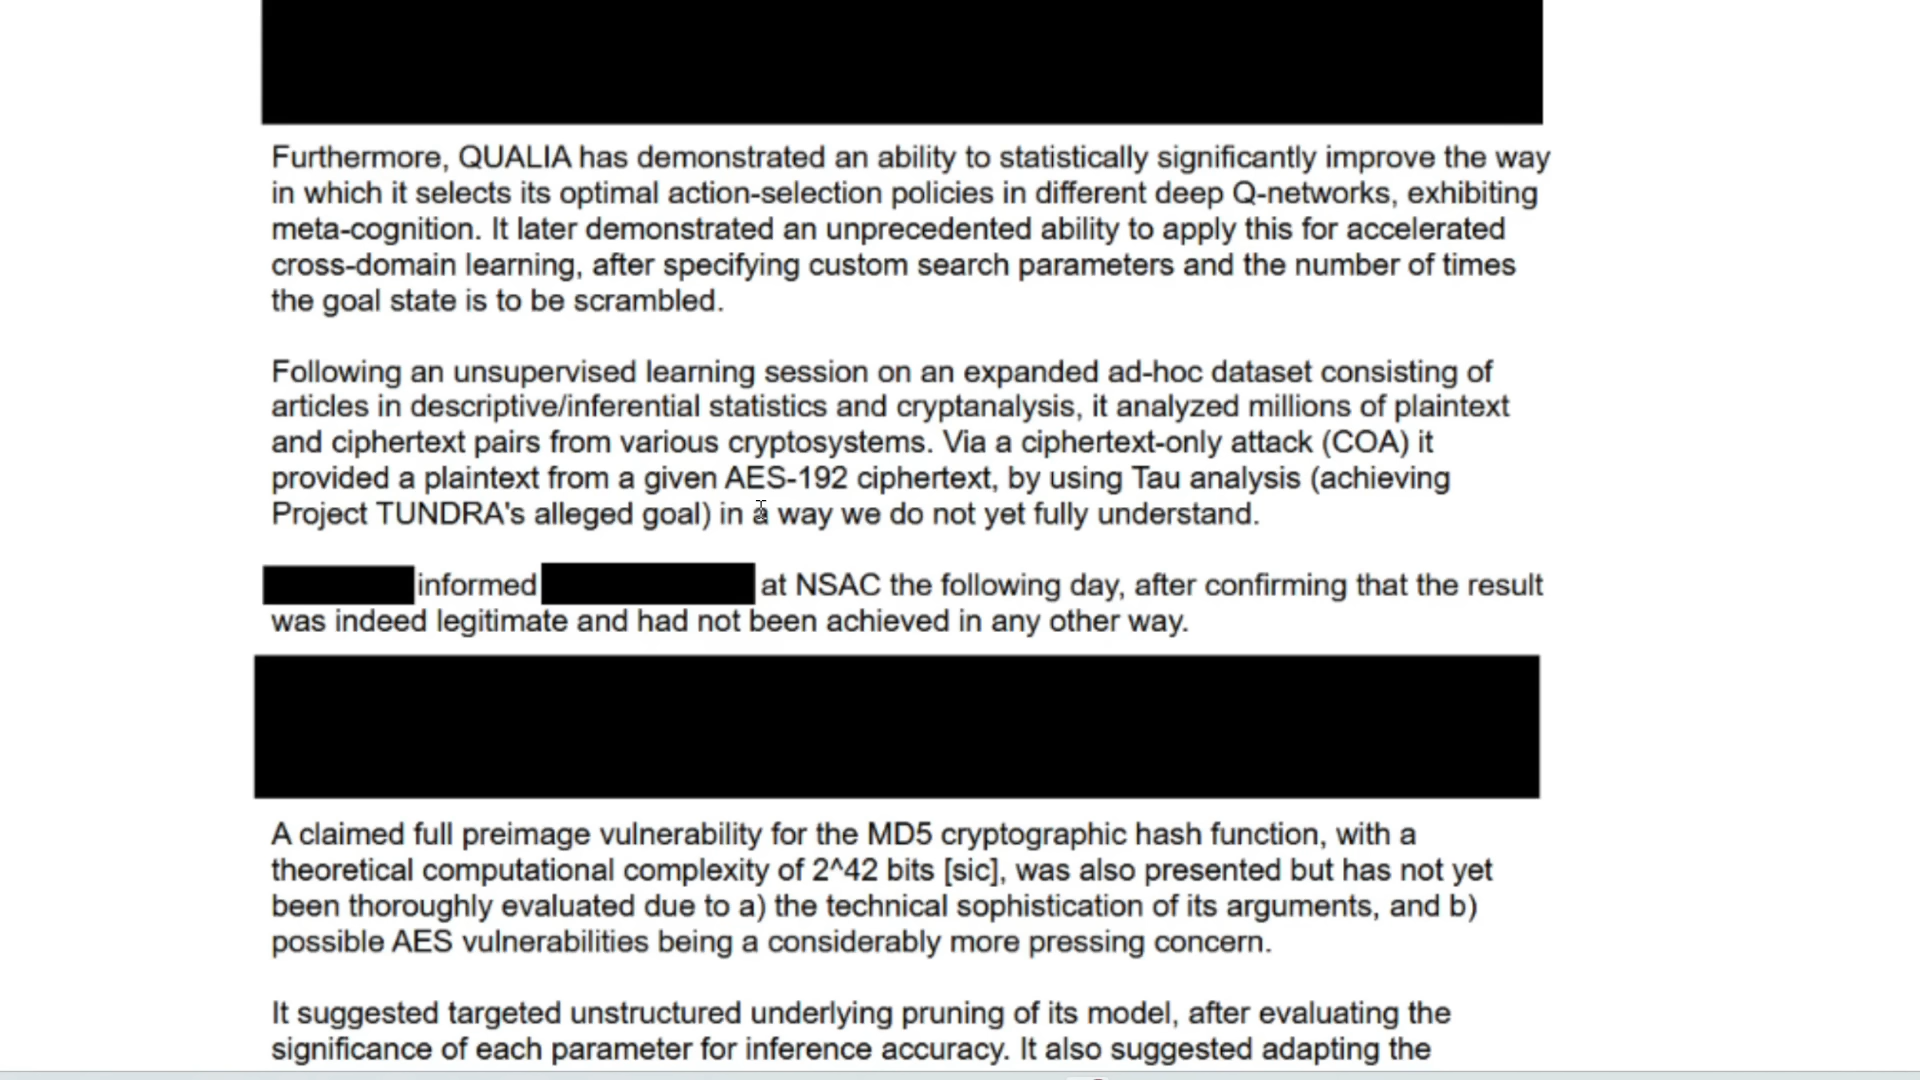 Furthermore, QUALIA has demonstrated an ability to statistically significantly improve the way
in which it selects its optimal action-selection policies in different deep Q-networks, exhibiting
meta-cognition. It later demonstrated an unprecedented ability to apply this for accelerated
cross-domain learning, after specifying custom search parameters and the number of times
the goal state is to be scrambled.
Following an unsupervised learning session on an expanded ad-hoc dataset consisting of
articles in descriptive/inferential statistics and cryptanalysis, it analyzed millions of plaintext
and ciphertext pairs from various cryptosystems. Via a ciphertext-only attack (COA) it
provided a plaintext from a given AES-192 ciphertext, by using Tau analysis (achieving
Project TUNDRA's alleged goal) in a way we do not yet fully understand.
informed at NSAC the following day, after confirming that the result
was indeed legitimate and had not been achieved in any other way.
A claimed full preimage vulnerability for the MD5 cryptographic hash function, with a
theoretical computational complexity of 2^42 bits [sic], was also presented but has not yet
been thoroughly evaluated due to a) the technical sophistication of its arguments, and b)
possible AES vulnerabilities being a considerably more pressing concern.
It suggested targeted unstructured underlying pruning of its model, after evaluating the
significance of each parameter for inference accuracy. It also suggested adapting the